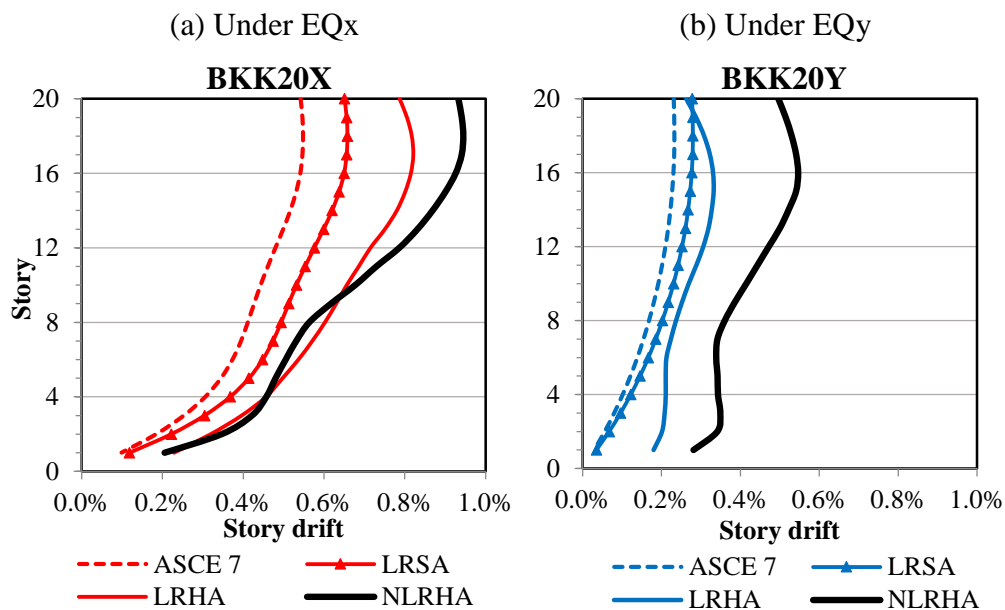 (a) Under EQx
(b) Under EQy
BKK20X
BKK20Y
20
16
12
8
4
0
Story
0.0% 0.2% 0.4% 0.6% 0.8% 1.0%
Story drift
ASCE 7
LRSA
LRHA
NLRHA
20
16
12
8
4
0
0.0% 0.2% 0.4% 0.6% 0.8% 1.0%
Story drift
ASCE 7
LRSA
LRHA
NLRHA